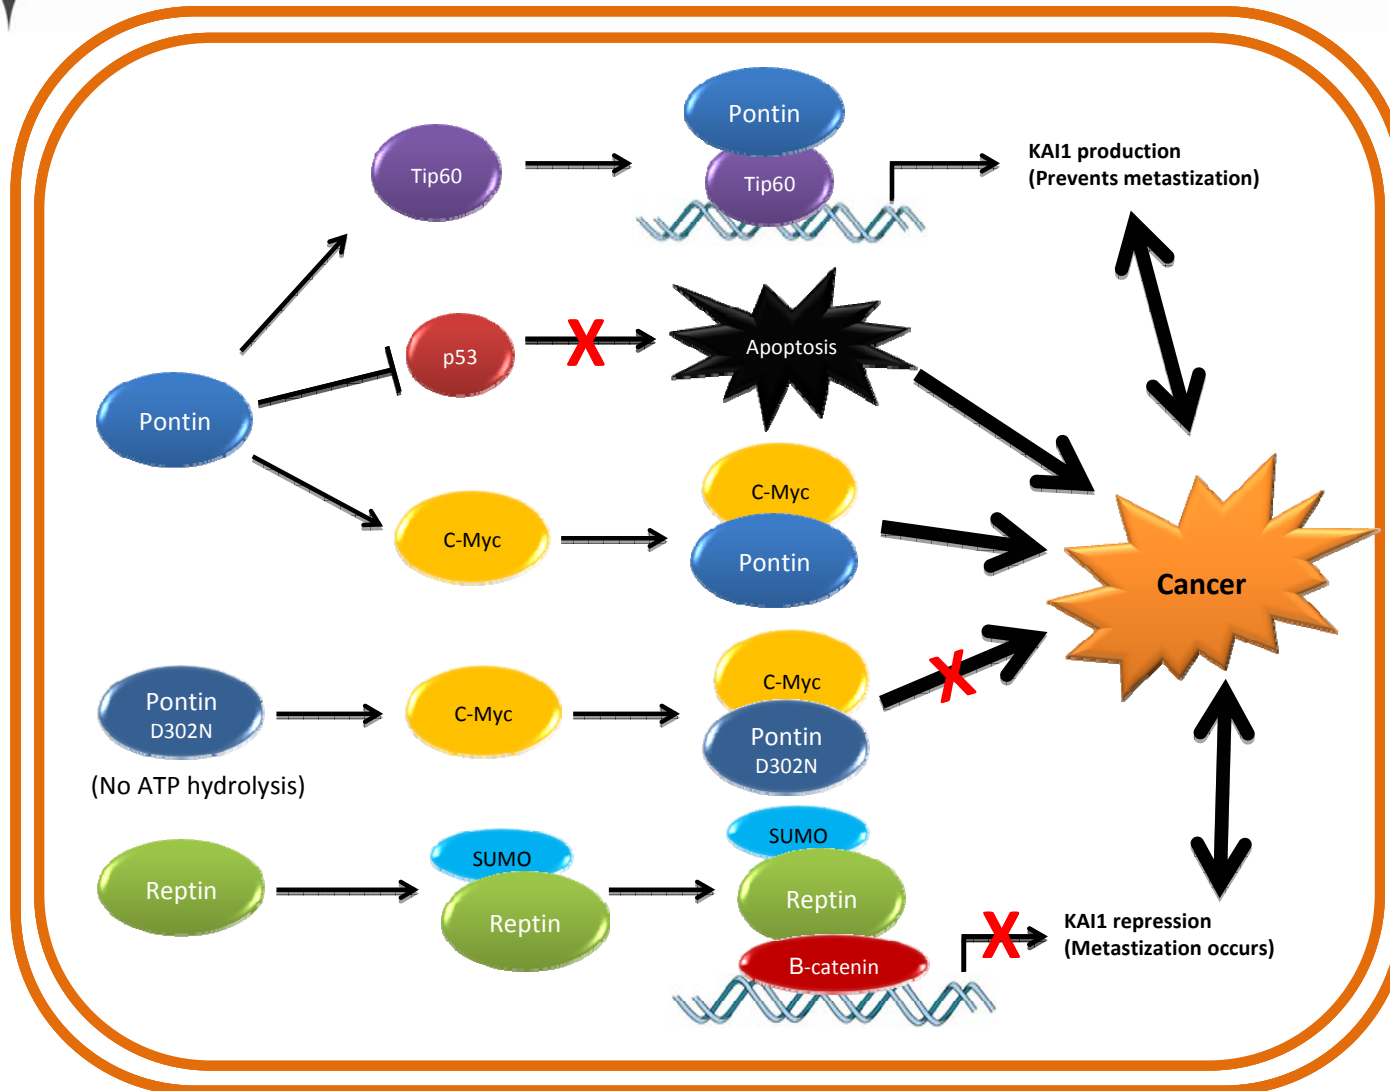 Pontin
Tip60
Tip60
KAI1 production
(Prevents metastization)
p53
X
Apoptosis
Pontin
C-Myc
C-Myc
Pontin
Cancer
Pontin
D302N
(No ATP hydrolysis)
C-Myc
C-Myc
Pontin
D302N
X
Reptin
SUMO
Reptin
SUMO
Reptin
B-catenin
X
KAI1 repression
(Metastization occurs)